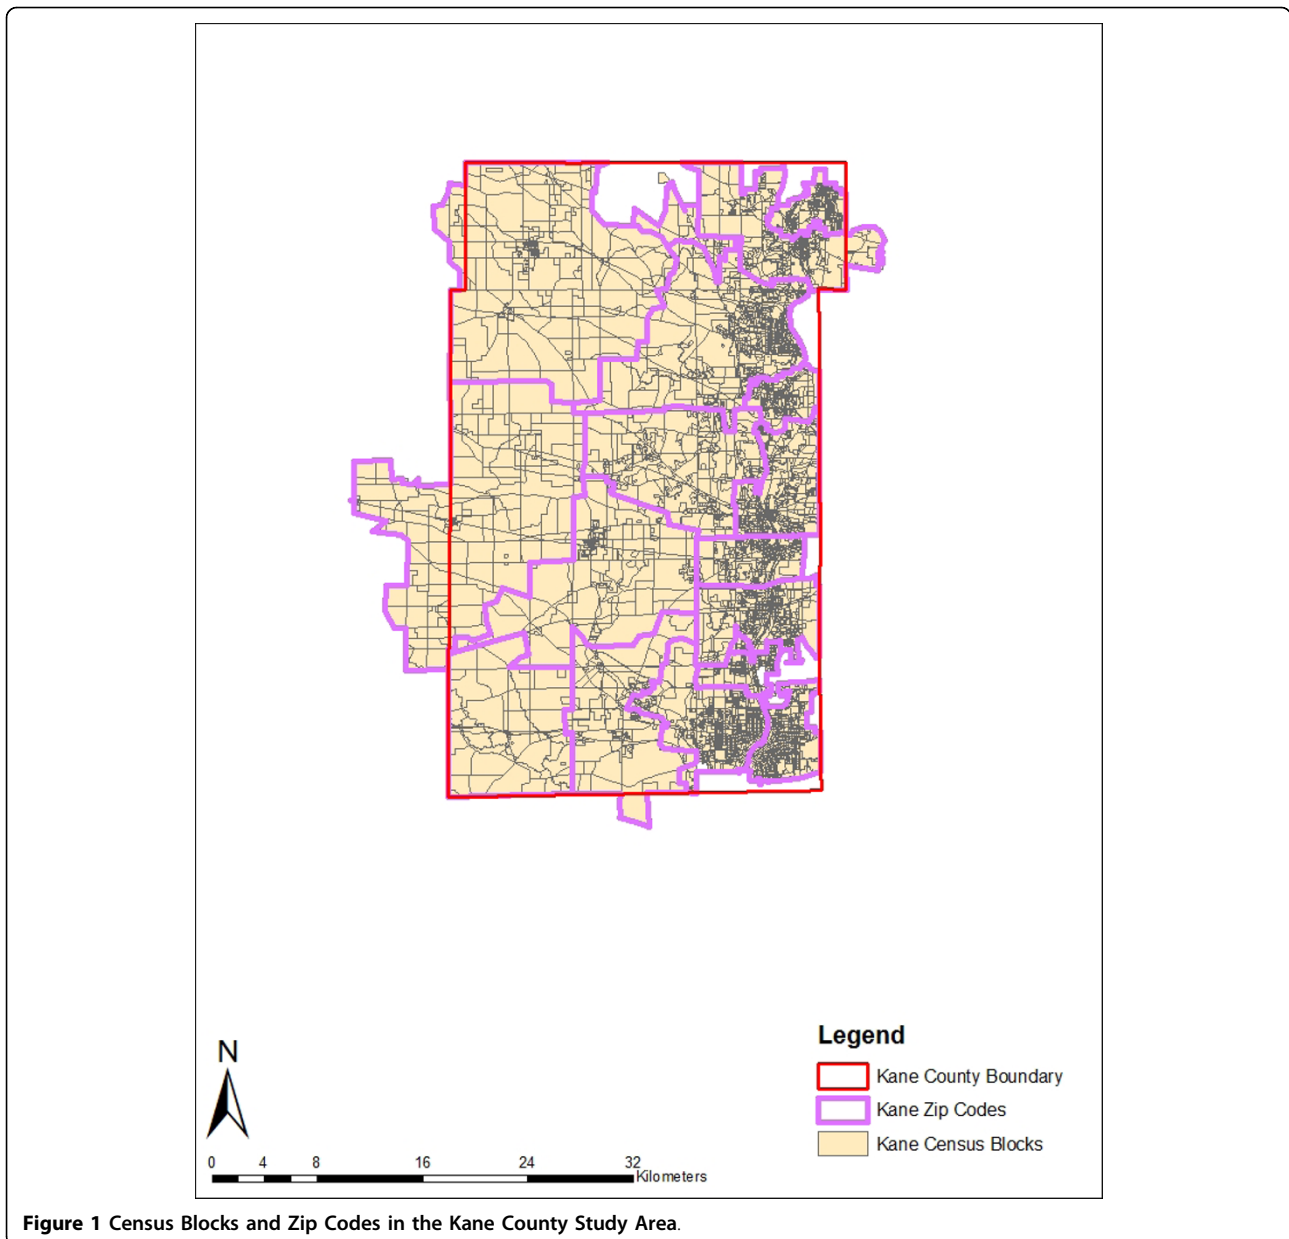 N
0 4 8 16 24 32
Kilometers
Legend
Kane County Boundary
Kane Zip Codes
Kane Census Blocks
Figure 1 Census Blocks and Zip Codes in the Kane County Study Area.